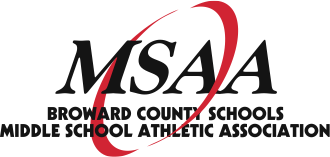 MSAA
BROWARD COUNTY SCHOOLS
MIDDLE SCHOOL ATHLETIC ASSOCIATION